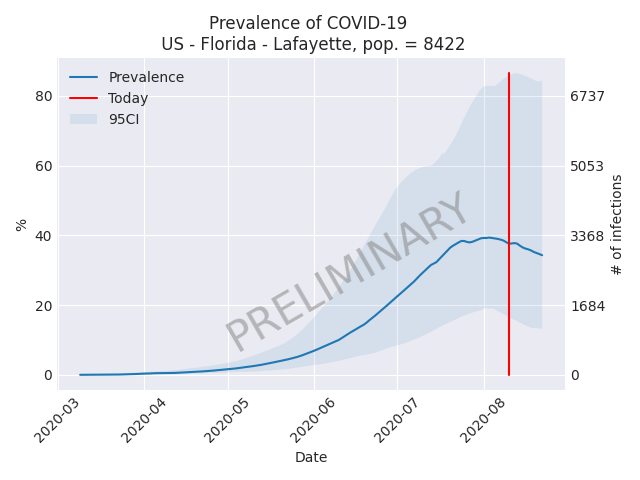 Prevalence of COVID-19
US - Florida - Lafayette, pop. = 8422
Prevalence
Today
95CI
PRELIMINARY
%
80
60
40
20
0
6737
5053
3368
1684
0
# of infections
2020-03
2020-04
2020-05
2020-06
2020-07
2020-08
Date